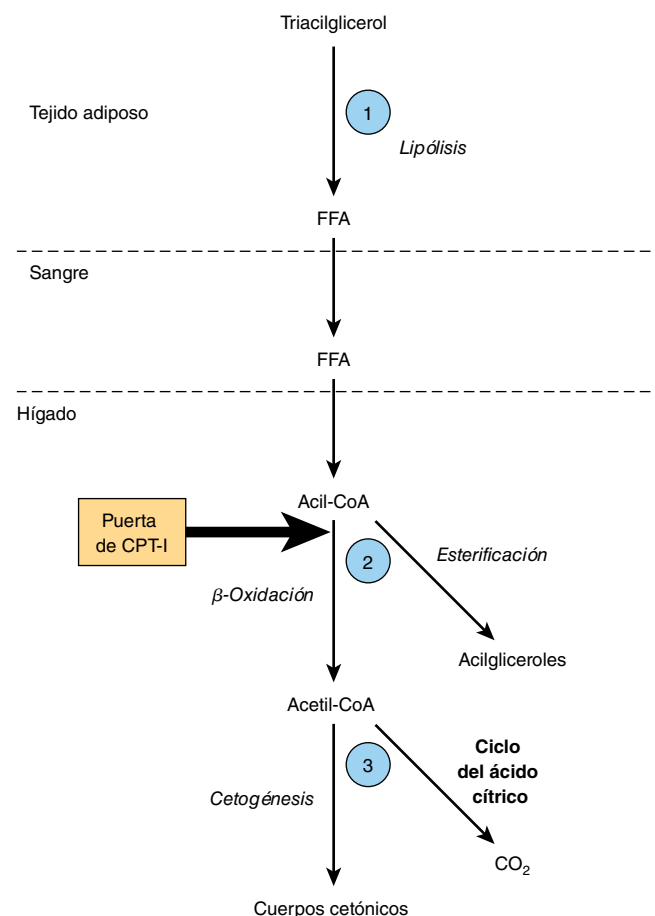 Triacilglicerol
Tejido adiposo
1
Lipólisis
FFA
Sangre
FFA
Hígado
Acil-CoA
Puerta
de CPT-I
2
Esterificación
β-Oxidación
Acilgliceroles
Acetil-CoA
3
Ciclo
del ácido
cítrico
Cetogénesis
CO₂
Cuerpos cetónicos